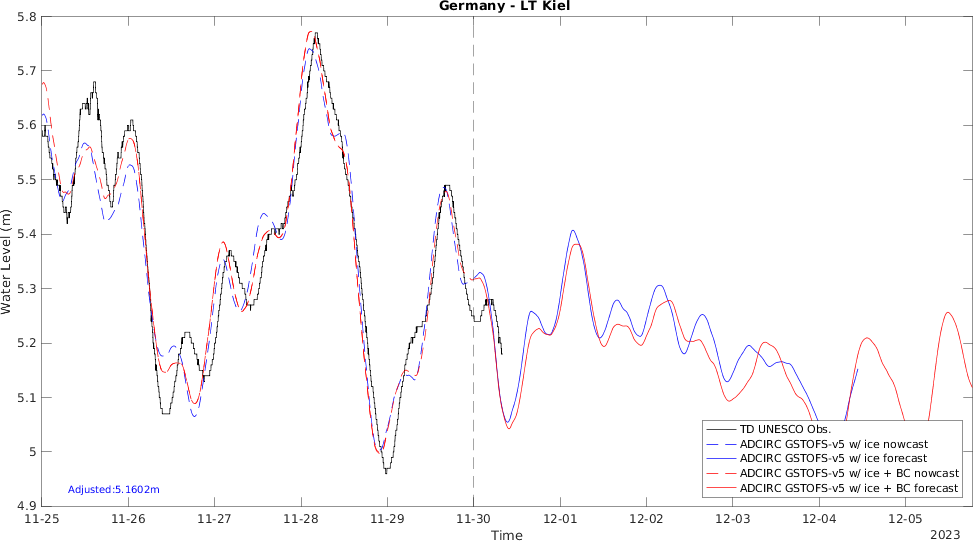 Germany - LT Kiel
5.8
5.7
5.6
5.5
5.4
5.3
5.2
5.1
5
4.9
Water Level (m)
Adjusted:5.1602m
TD UNESCO Obs.
ADCIRC GSTOFS-v5 w/ ice nowcast
ADCIRC GSTOFS-v5 w/ ice forecast
ADCIRC GSTOFS-v5 w/ ice + BC nowcast
ADCIRC GSTOFS-v5 w/ ice + BC forecast
11-25 11-26 11-27 11-28 11-29 11-30 12-01 12-02 12-03 12-04 12-05
Time
2023